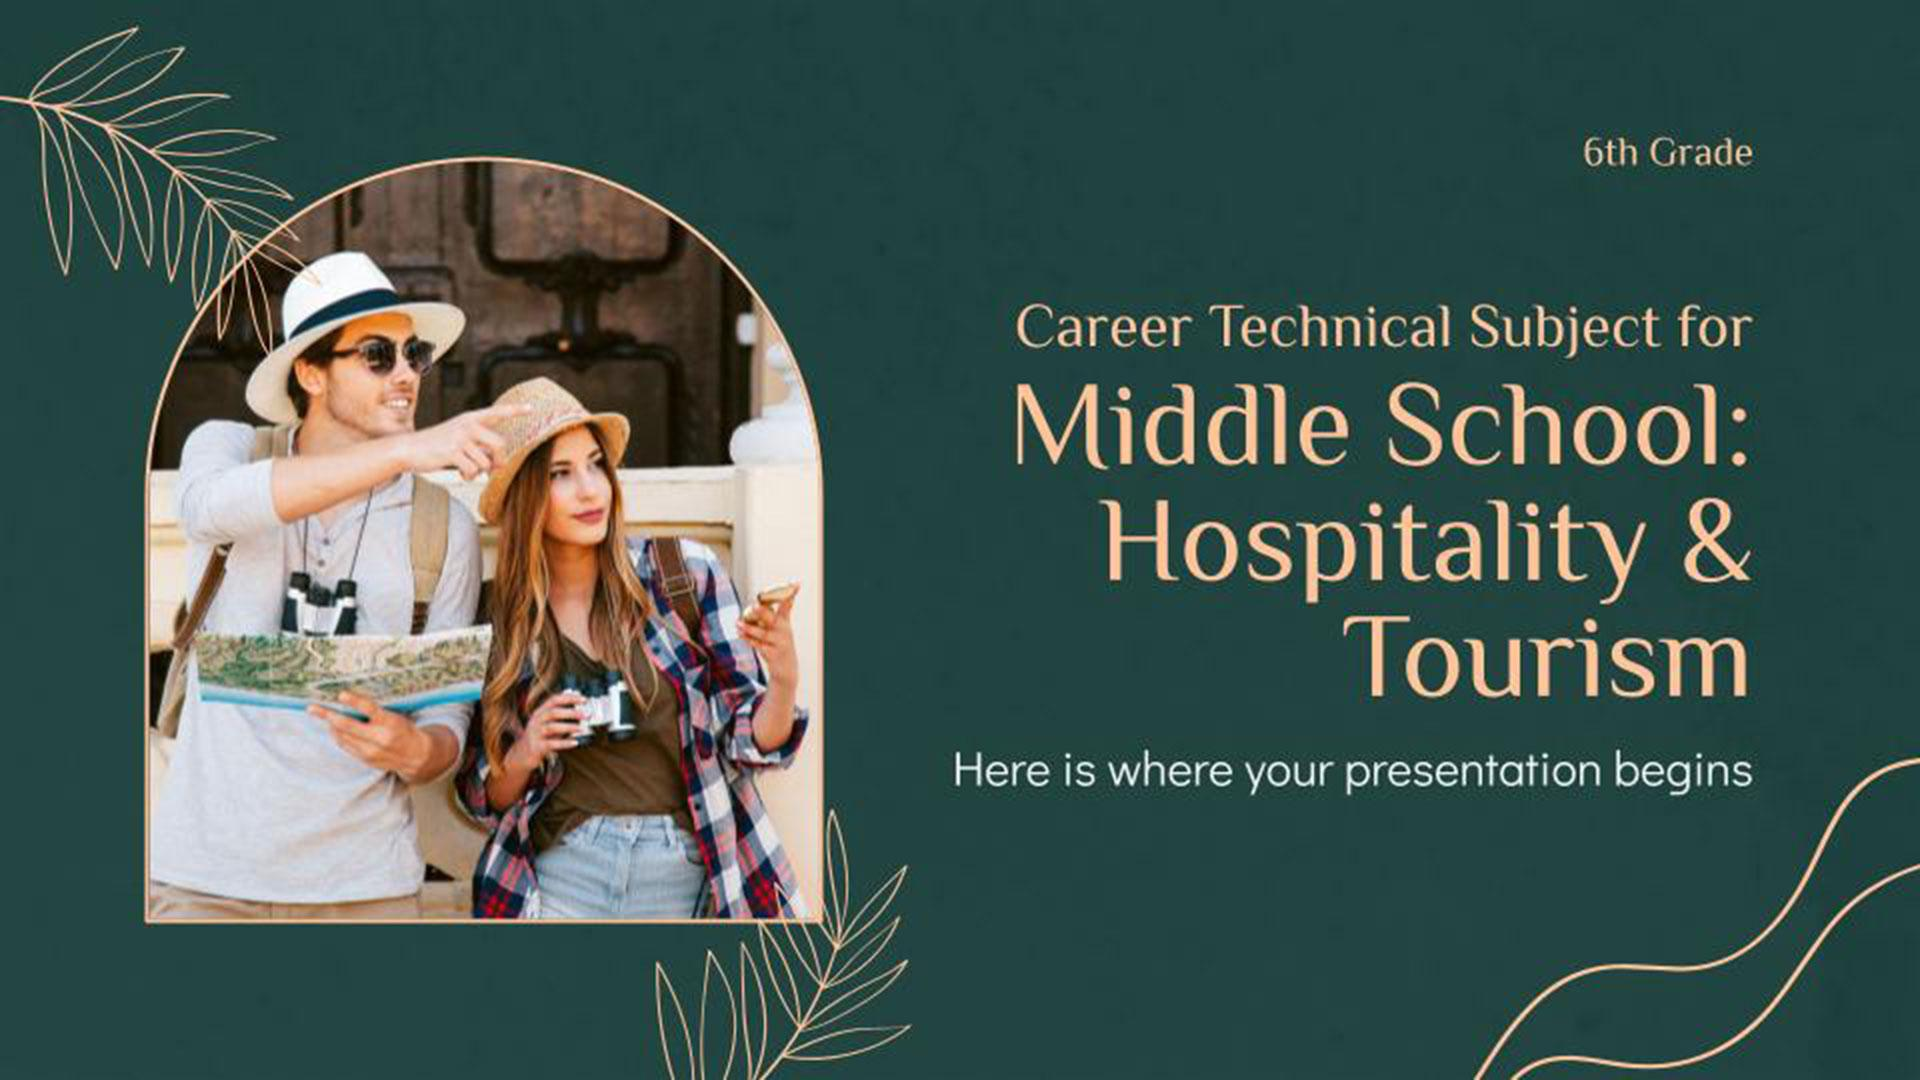 6th Grade
Career Technical Subject for
Middle School:
Hospitality &
Tourism
Here is where your presentation begins